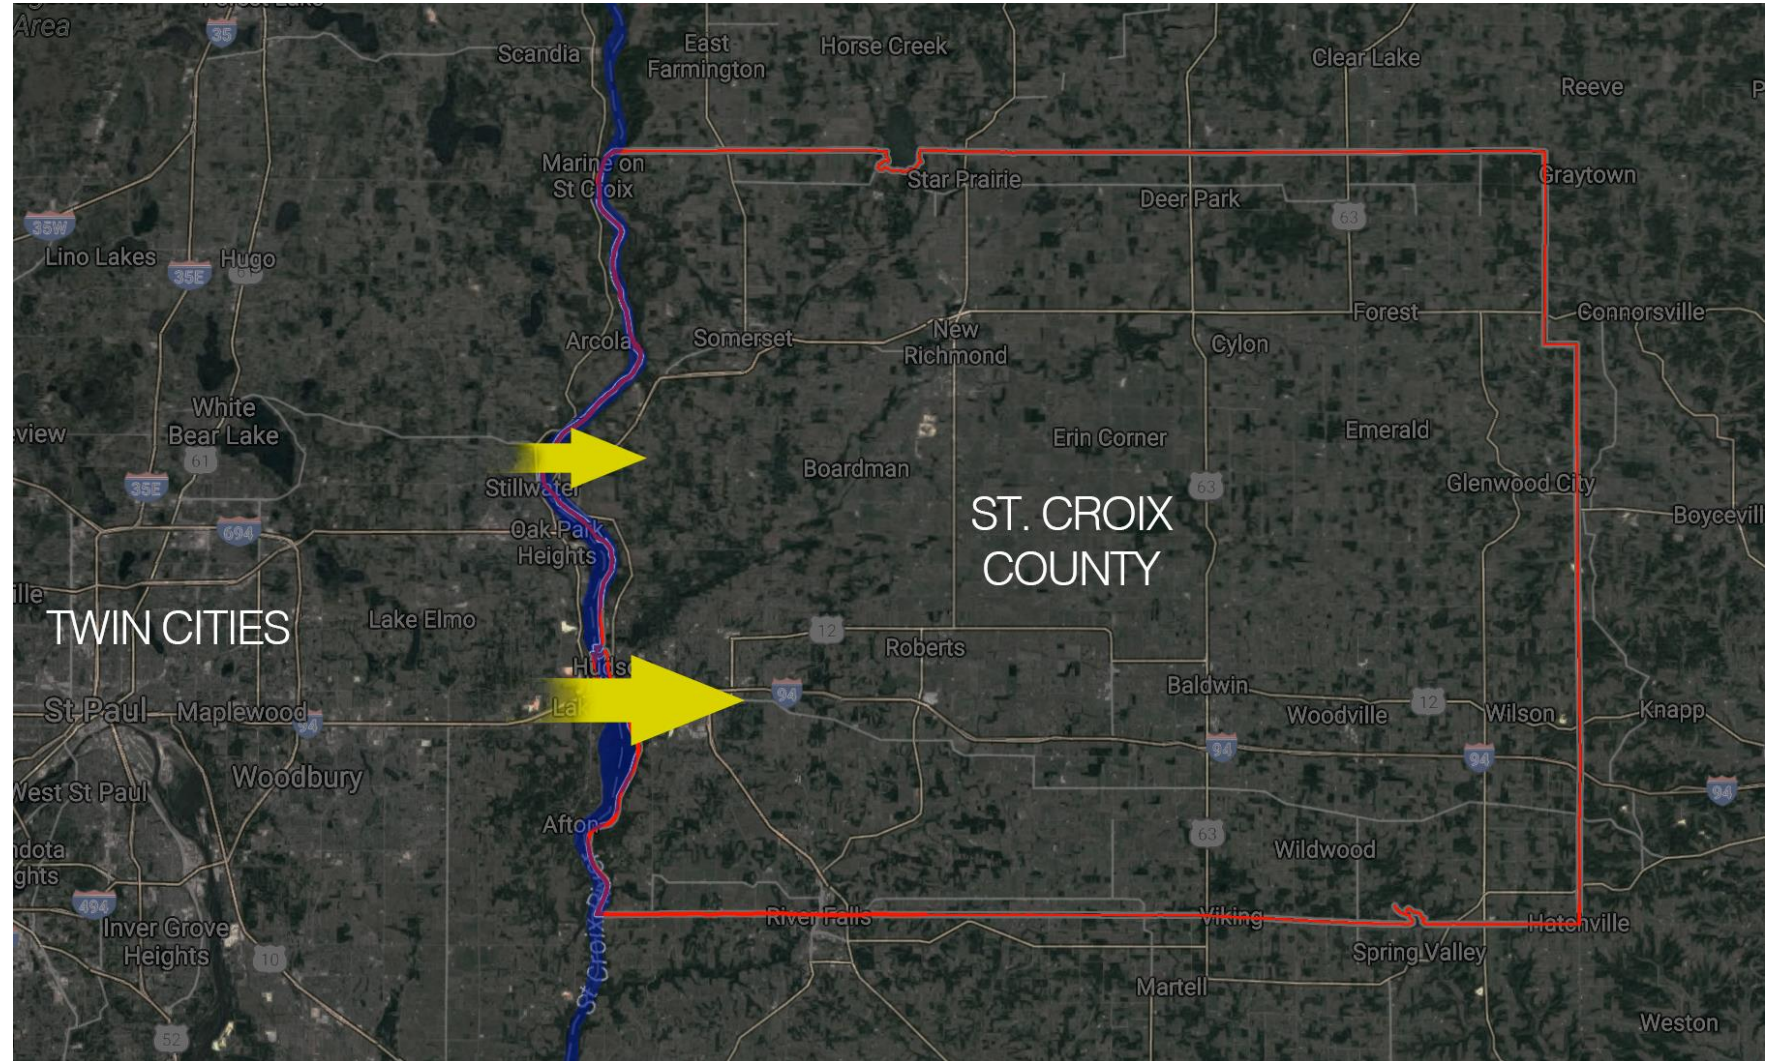 Area
35
Scandia
East
Farmington
Horse Creek
Clear Lake
Reeve
Marine on
St Croix
Star Prairie
Graytown
Deer Park
35W
63
Lino Lakes
Hugo
35E
61
Forest
Connorsville
Arcola
Somerset
New
Richmond
Cylon
White
Bear Lake
61
Erin Corner
Emerald
Boardman
35E
Stillwater
63
Glenwood City
ST. CROIX
COUNTY
Boycevill
694
Oak Park
Heights
TWIN CITIES
Lake Elmo
12
Roberts
Hudso
Baldwin
94
12
St Paul
Maplewood
94
Lak
Woodville
Wilson
Knapp
94
94
Woodbury
West St Paul
94
Afton
63
Wildwood
494
River Falls
Viking
Hatchville
Inver Grove
Heights
10
St Croix River
Spring Valley
Martell
52
Weston